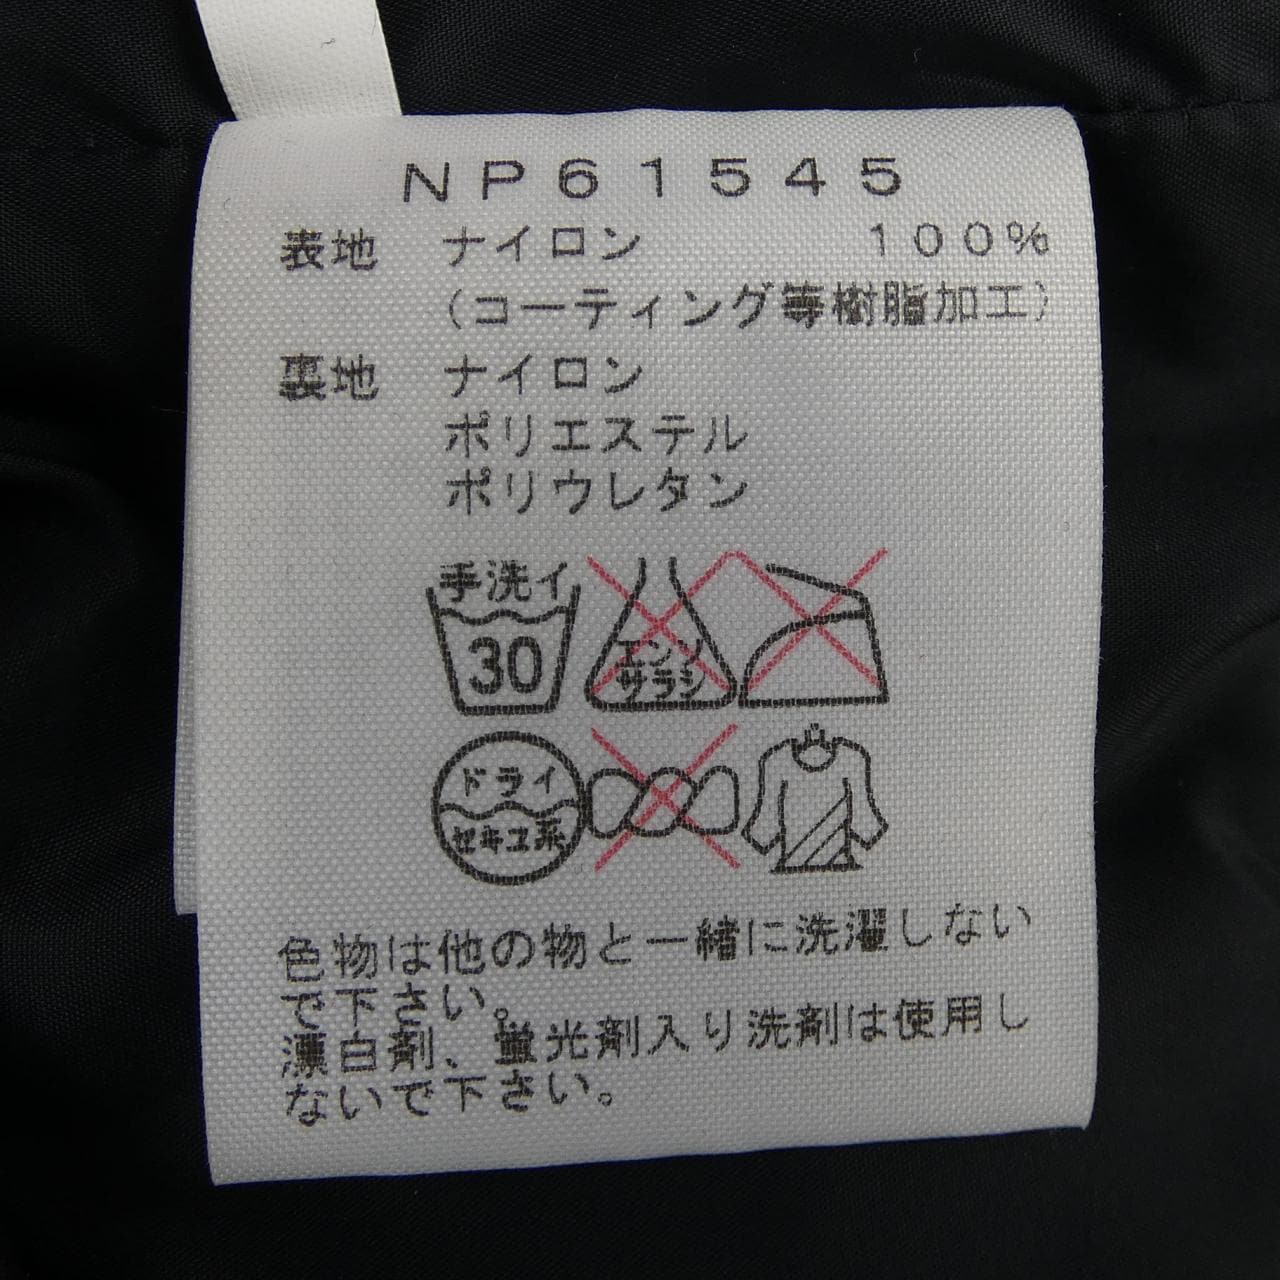 NP61545
表地 ナイロン 100%
(コーティング等樹脂加工)
裏地 ナイロン
ポリエステル
ポリウレタン
手洗イ
30
エンソ
サラシ
ドライ
セキユ系
色物は他の物と一緒に洗濯しない
で下さい。
漂白剤、蛍光剤入り洗剤は使用し
ないで下さい。